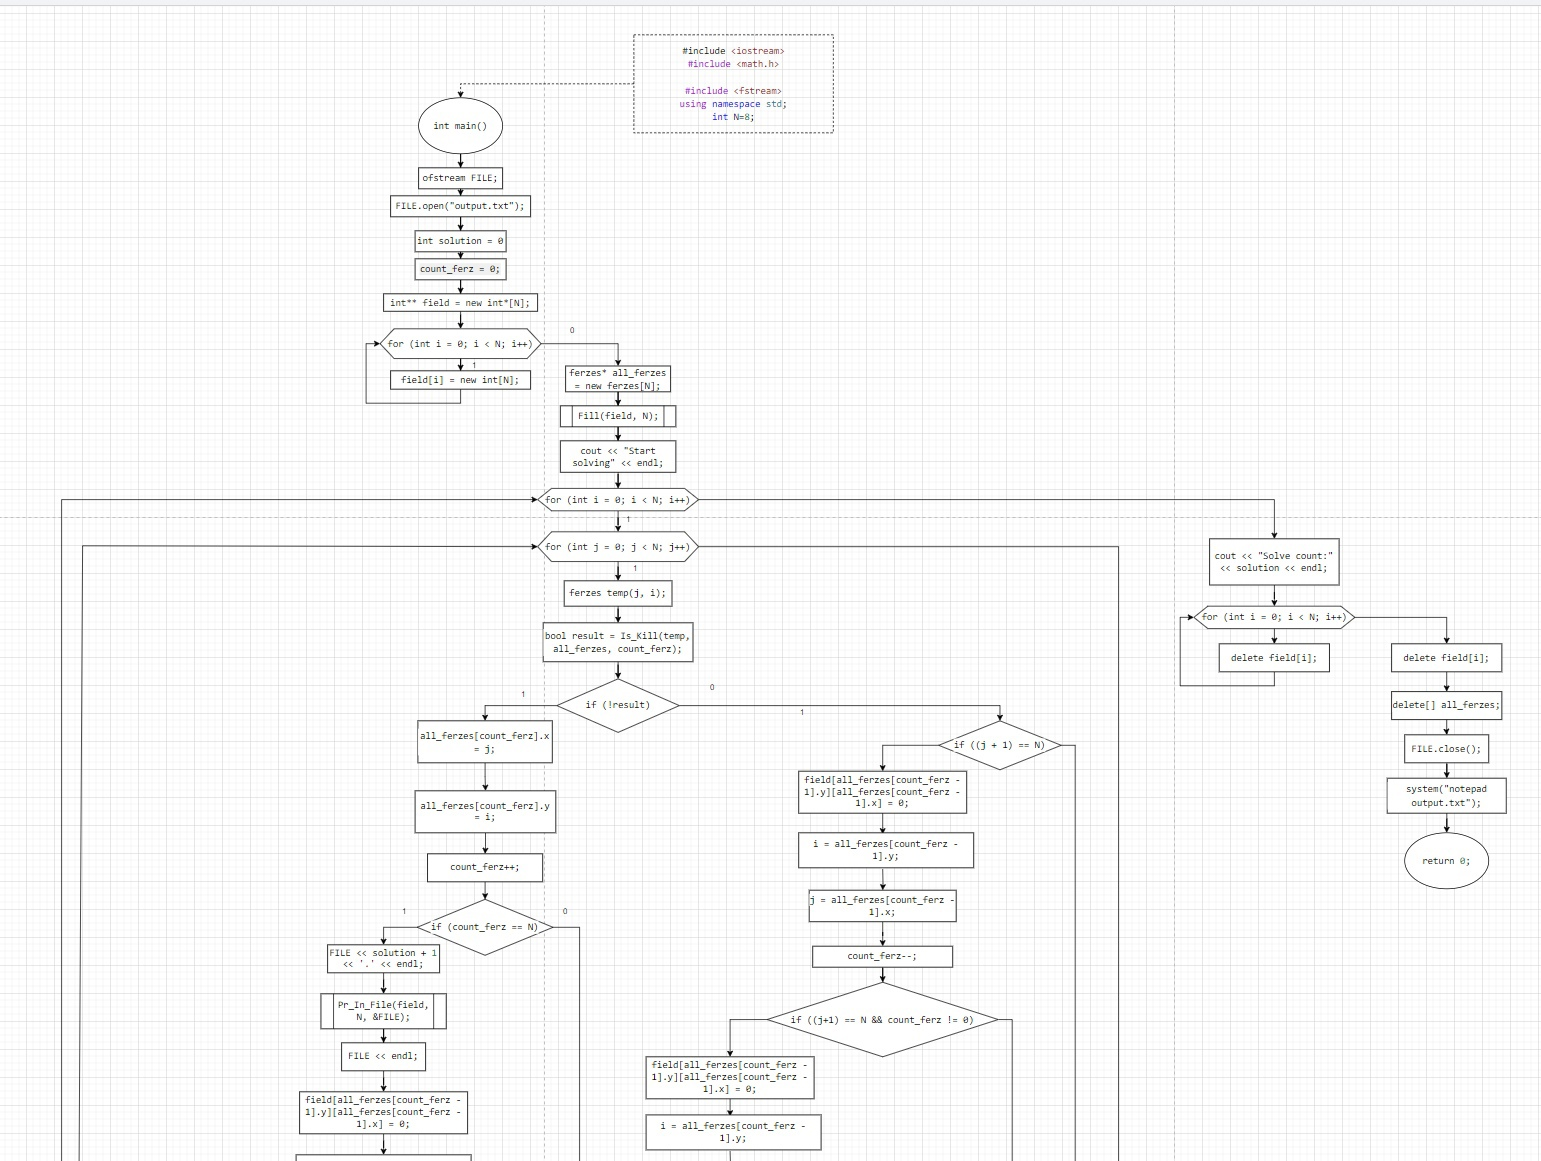 #include <iostream>
#include <math.h>
#include <fstream>
using namespace std;
int N=8;
int main()
ofstream FILE;
FILE.open("output.txt");
int solution = 0
count_ferz = 0;
int** field = new int*[N];
for (int i = 0; i < N; i++)
0
1
field[i] = new int[N];
ferzes* all_ferzes
= new ferzes[N];
Fill(field, N);
cout << "Start
solving" << endl;
for (int i = 0; i < N; i++)
1
for (int j = 0; j < N; j++)
1
ferzes temp(j, i);
bool result = Is_Kill(temp,
all_ferzes, count_ferz);
if (!result)
1
0
1
all_ferzes[count_ferz].x
= j;
all_ferzes[count_ferz].y
= i;
count_ferz++;
if (count_ferz == N)
1
0
FILE << solution + 1
<< '.' << endl;
Pr_In_File(field,
N, &FILE);
FILE << endl;
field[all_ferzes[count_ferz -
1].y][all_ferzes[count_ferz -
1].x] = 0;
if ((j + 1) == N)
field[all_ferzes[count_ferz -
1].y][all_ferzes[count_ferz -
1].x] = 0;
i = all_ferzes[count_ferz -
1].y;
j = all_ferzes[count_ferz -
1].x;
count_ferz--;
if ((j+1) == N && count_ferz != 0)
field[all_ferzes[count_ferz -
1].y][all_ferzes[count_ferz -
1].x] = 0;
i = all_ferzes[count_ferz -
1].y;
cout << "Solve count:"
<< solution << endl;
for (int i = 0; i < N; i++)
delete field[i];
delete field[i];
delete[] all_ferzes;
FILE.close();
system("notepad
output.txt");
return 0;